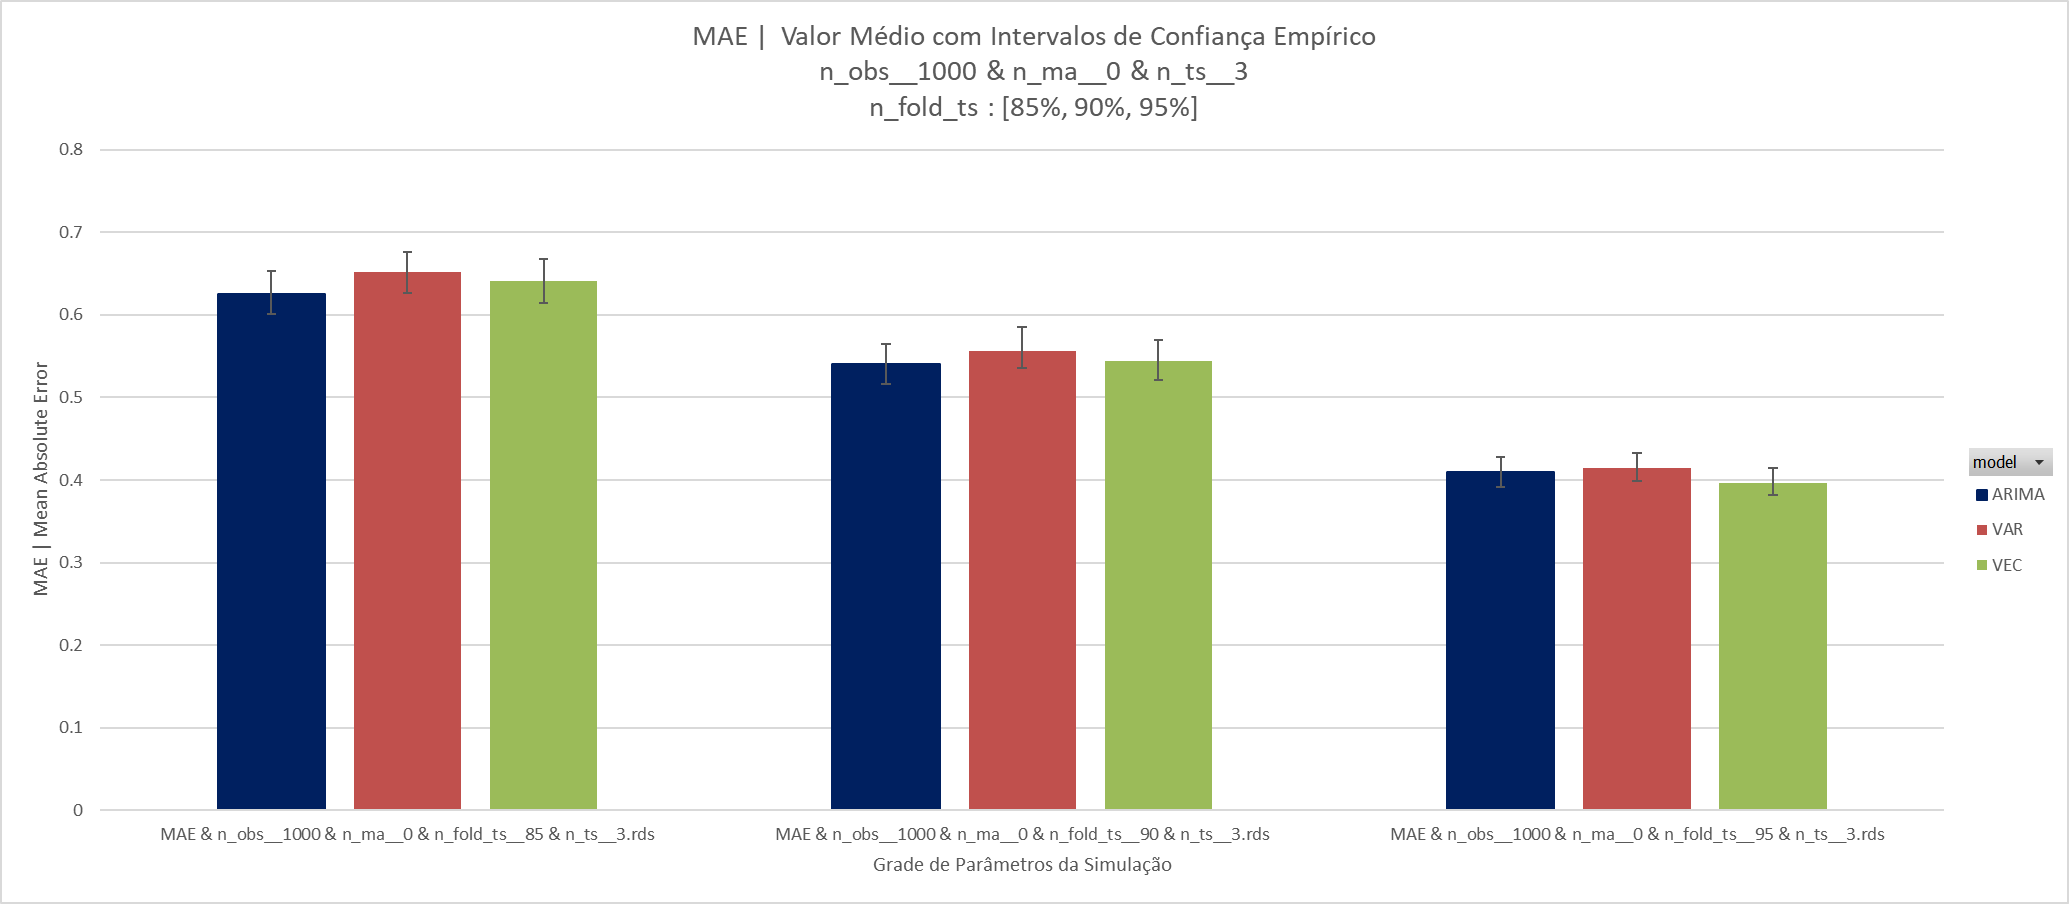 MAE | Valor Médio com Intervalos de Confiança Empírico
n_obs__1000 & n_ma__0 & n_ts__3
n_fold_ts : [85%, 90%, 95%]
MAE | Mean Absolute Error
0.8
0.7
0.6
0.5
0.4
0.3
0.2
0.1
0
MAE & n_obs__1000 & n_ma__0 & n_fold_ts__85 & n_ts__3.rds
MAE & n_obs__1000 & n_ma__0 & n_fold_ts__90 & n_ts__3.rds
MAE & n_obs__1000 & n_ma__0 & n_fold_ts__95 & n_ts__3.rds
Grade de Parâmetros da Simulação
model
ARIMA
VAR
VEC